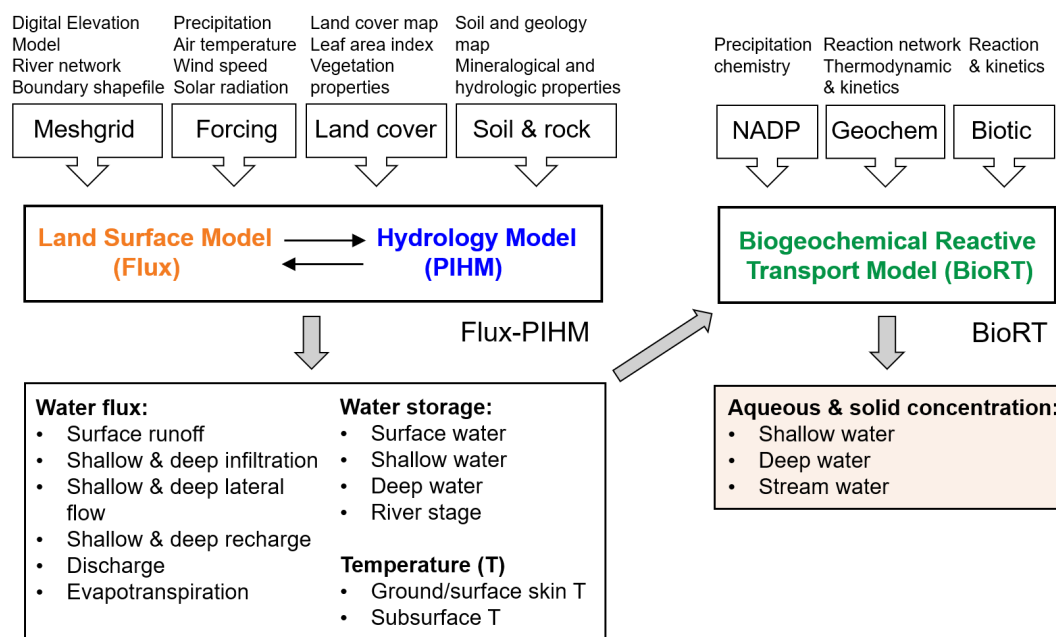 Digital Elevation
Model
River network
Boundary shapefile
Precipitation
Air temperature
Wind speed
Solar radiation
Land cover map
Leaf area index
Vegetation
properties
Soil and geology
map
Mineralogical and
hydrologic properties
Precipitation
chemistry
Reaction network
Thermodynamic
& kinetics
Reaction
& kinetics
Meshgrid
Forcing
Land cover
Soil & rock
NADP
Geochem
Biotic
Land Surface Model
(Flux)
Hydrology Model
(PIHM)
Biogeochemical Reactive
Transport Model (BioRT)
Flux-PIHM
BioRT
Water flux:
• Surface runoff
• Shallow & deep infiltration
• Shallow & deep lateral
flow
• Shallow & deep recharge
• Discharge
• Evapotranspiration
Water storage:
• Surface water
• Shallow water
• Deep water
• River stage
Temperature (T)
• Ground/surface skin T
• Subsurface T
Aqueous & solid concentration:
• Shallow water
• Deep water
• Stream water